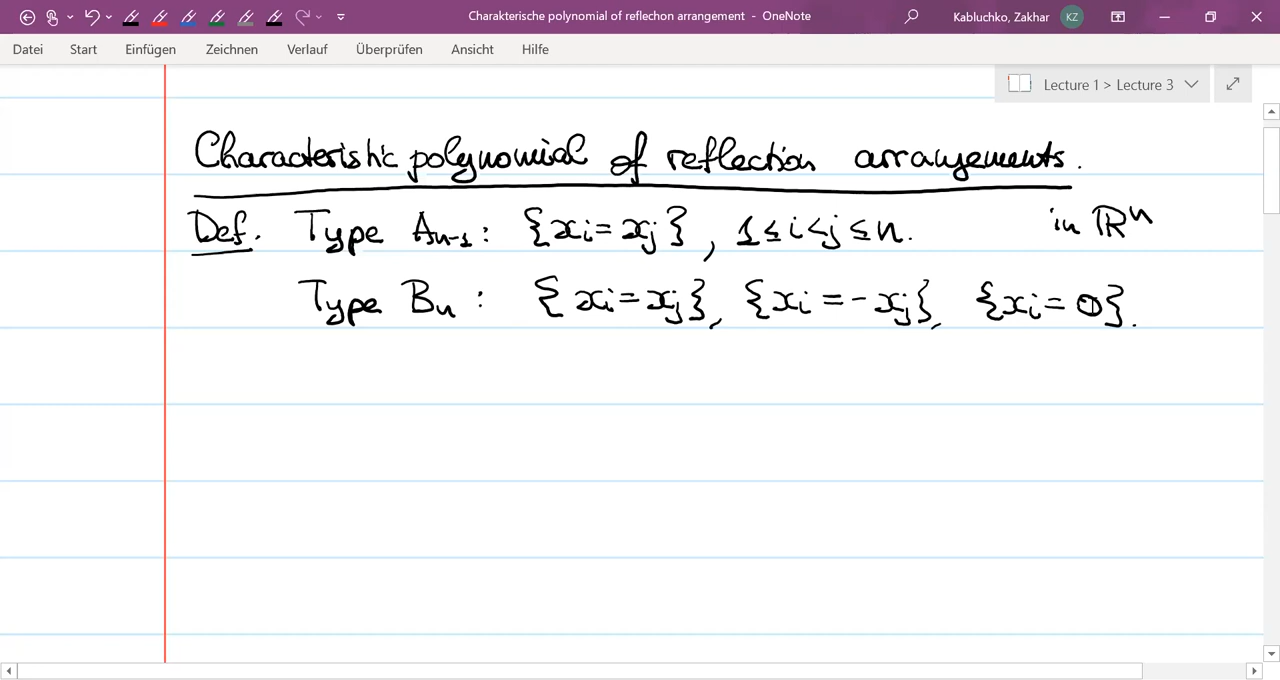 Charakterische polynomial of reflechon arrangement - OneNote
Kabluchko, Zakhar KZ
Datei Start Einfügen Zeichnen Verlauf Überprüfen Ansicht Hilfe
Lecture 1 > Lecture 3
Characteristic polynomial of reflection arrangements.
Def. Type Aₙ₋₁: {xᵢ = xⱼ}, 1 ≤ i < j ≤ n. in ℝⁿ
Type Bₙ: {xᵢ = xⱼ}, {xᵢ = -xⱼ}, {xᵢ = 0}.